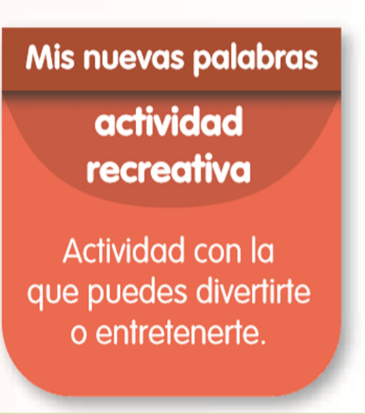 Mis nuevas palabras
actividad
recreativa
Actividad con la
que puedes divertirte
o entretenerte.